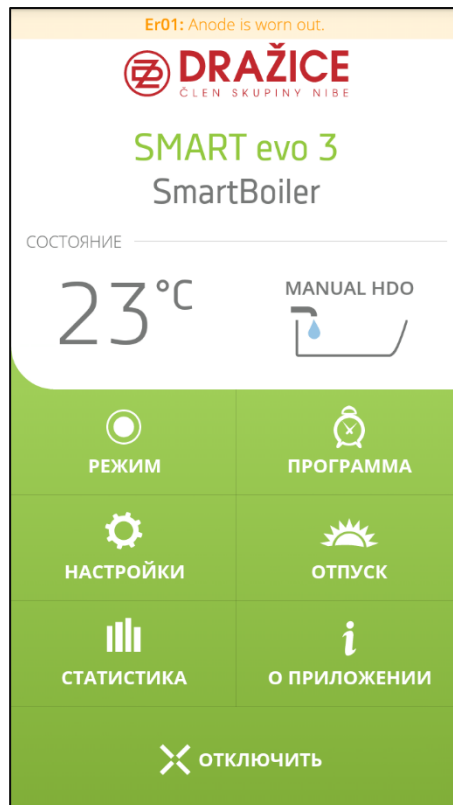 Er01: Anode is worn out.
DRAŽICE
ČLEN SKUPINY NIBE
SMART evo 3
SmartBoiler
СОСТОЯНИЕ
23°C
MANUAL HDO
РЕЖИМ
ПРОГРАММА
НАСТРОЙКИ
ОТПУСК
СТАТИСТИКА
О ПРИЛОЖЕНИИ
ОТКЛЮЧИТЬ